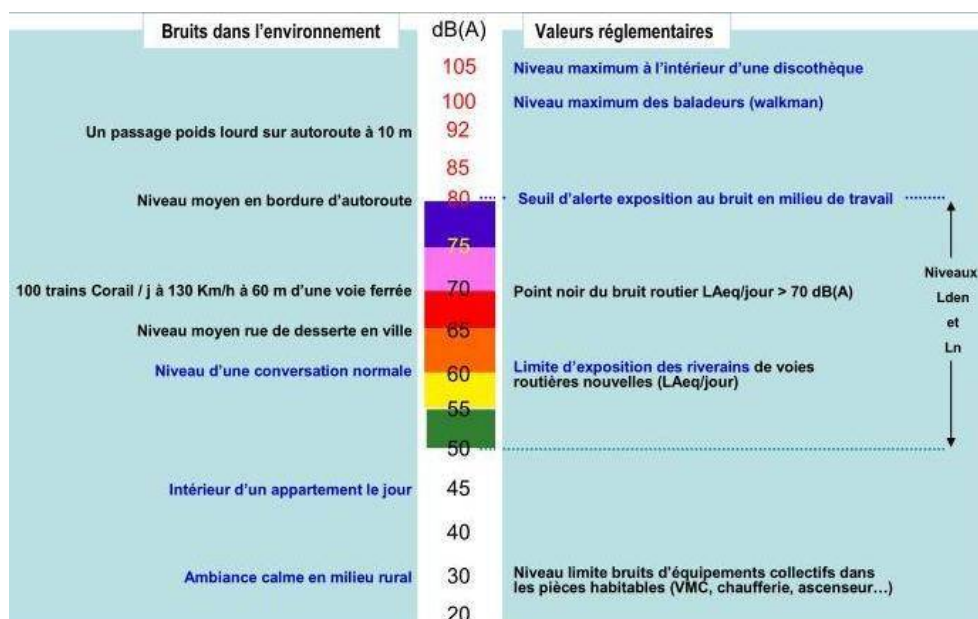 Bruits dans l'environnement dB(A) Valeurs réglementaires
105 Niveau maximum à l'intérieur d'une discothèque
100 Niveau maximum des baladeurs (walkman)
Un passage poids lourd sur autoroute à 10 m 92
85
Niveau moyen en bordure d'autoroute 80 Seuil d'alerte exposition au bruit en milieu de travail
75
Niveaux
Lden
et
Ln
100 trains Corail / j à 130 Km/h à 60 m d'une voie ferrée 70 Point noir du bruit routier LAeq/jour > 70 dB(A)
Niveau moyen rue de desserte en ville 65
Niveau d'une conversation normale 60 Limite d'exposition des riverains de voies
routières nouvelles (LAeq/jour)
55
50
Intérieur d'un appartement le jour 45
40
Ambiance calme en milieu rural 30 Niveau limite bruits d'équipements collectifs dans
les pièces habitables (VMC, chaufferie, ascenseur…)
20